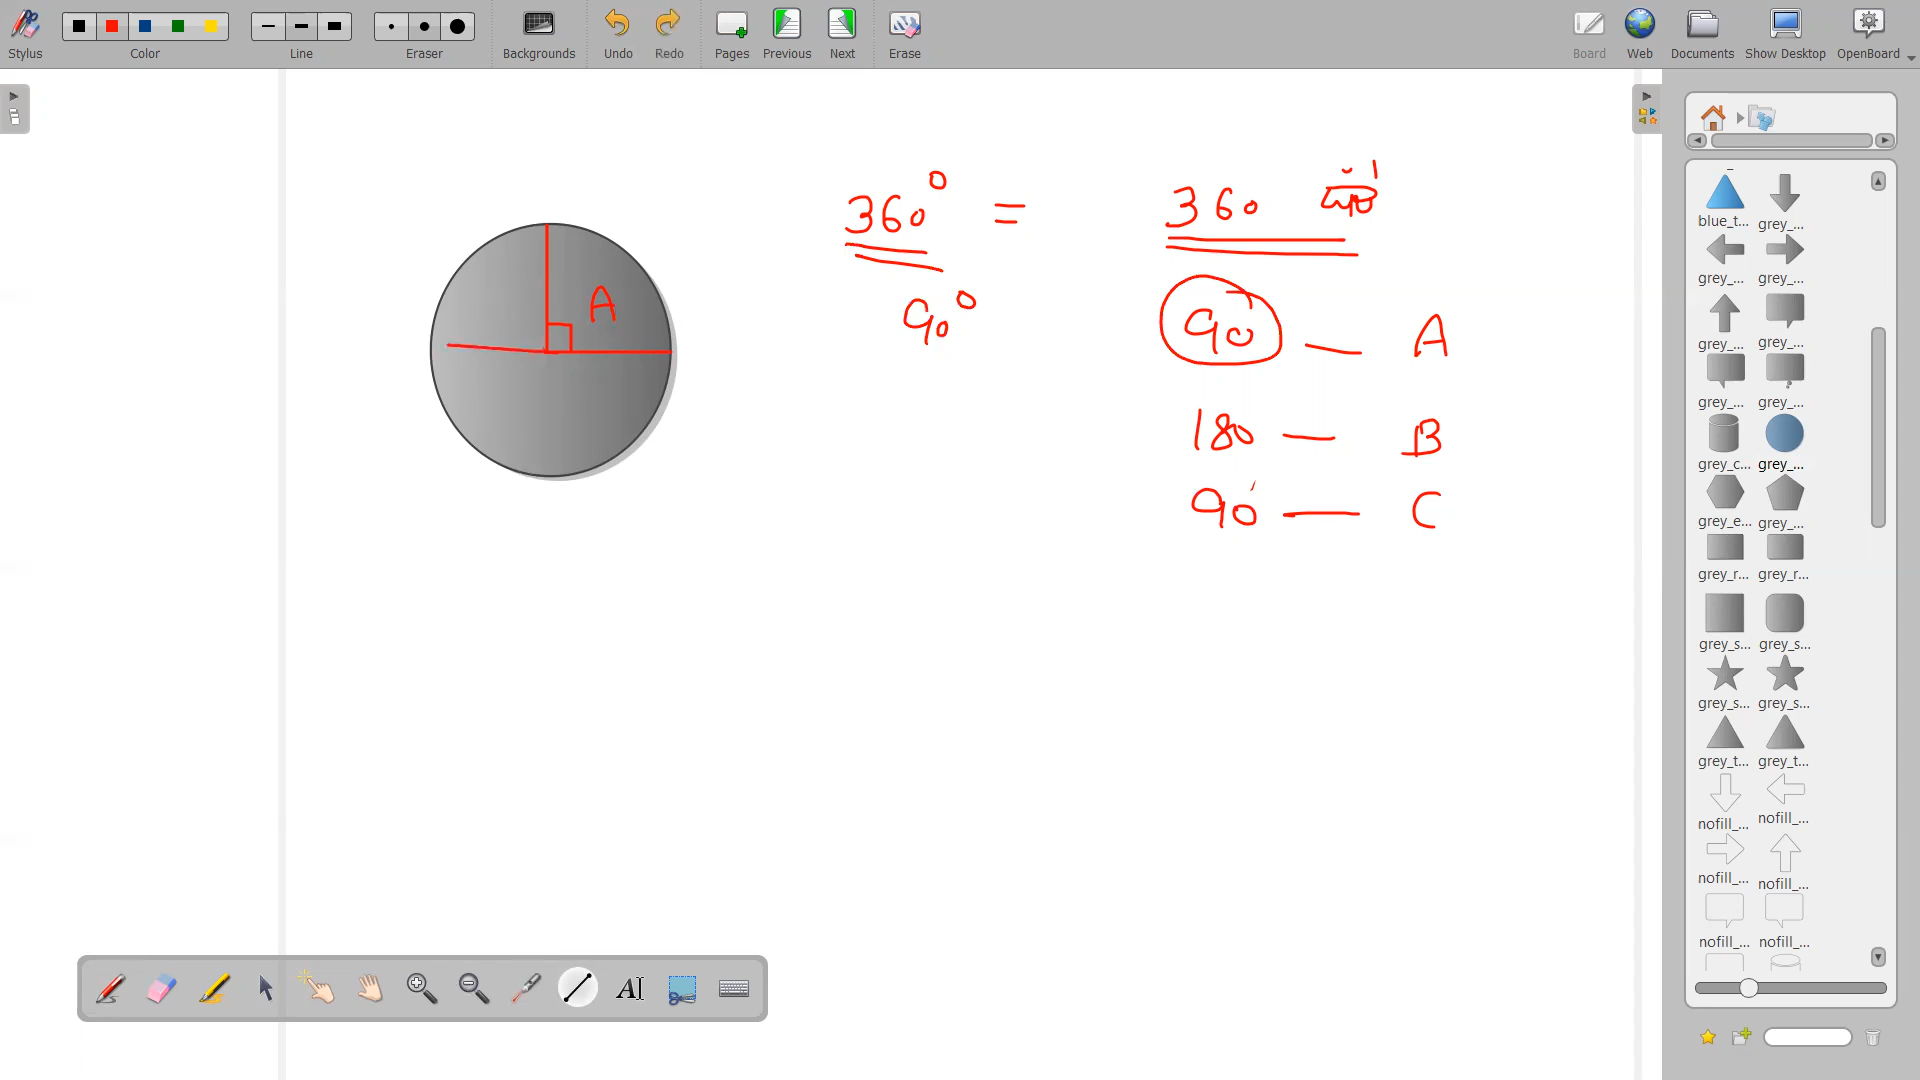 Stylus Color Line Eraser Backgrounds Undo Redo Pages Previous Next Erase Board Web Documents Show Desktop OpenBoard
360° = 360
90°
A
90 — A
180 — B
90 — C
blue_t... grey_...
grey_... grey_...
grey_... grey_...
grey_... grey_...
grey_c... grey_...
grey_e... grey_...
grey_r... grey_r...
grey_s... grey_s...
grey_s... grey_s...
grey_t... grey_t...
nofill_... nofill_...
nofill_... nofill_...
nofill_... nofill_...
AI